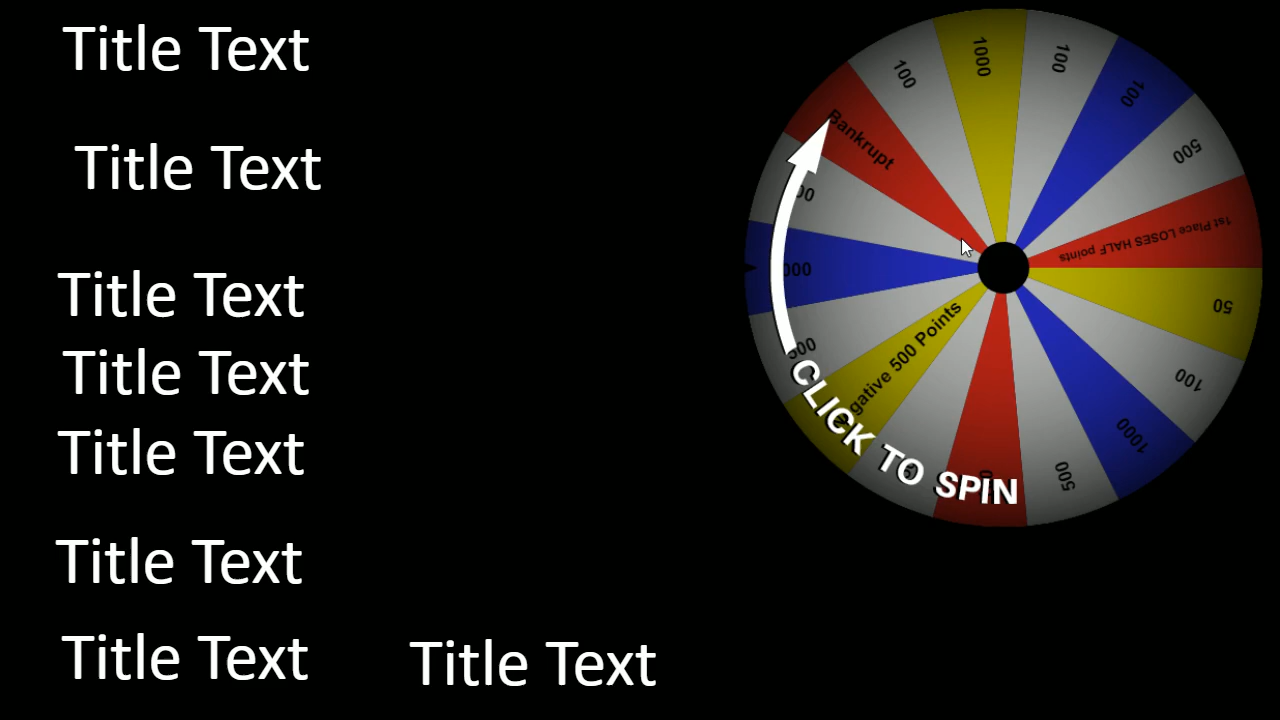 Title Text
Title Text
Title Text
Title Text
Title Text
Title Text
Title Text
Title Text
1000
100
100
100
500
Bankrupt
1st Place LOSES HALF points
50
100
1000
500
Points
500
CLICK TO SPIN